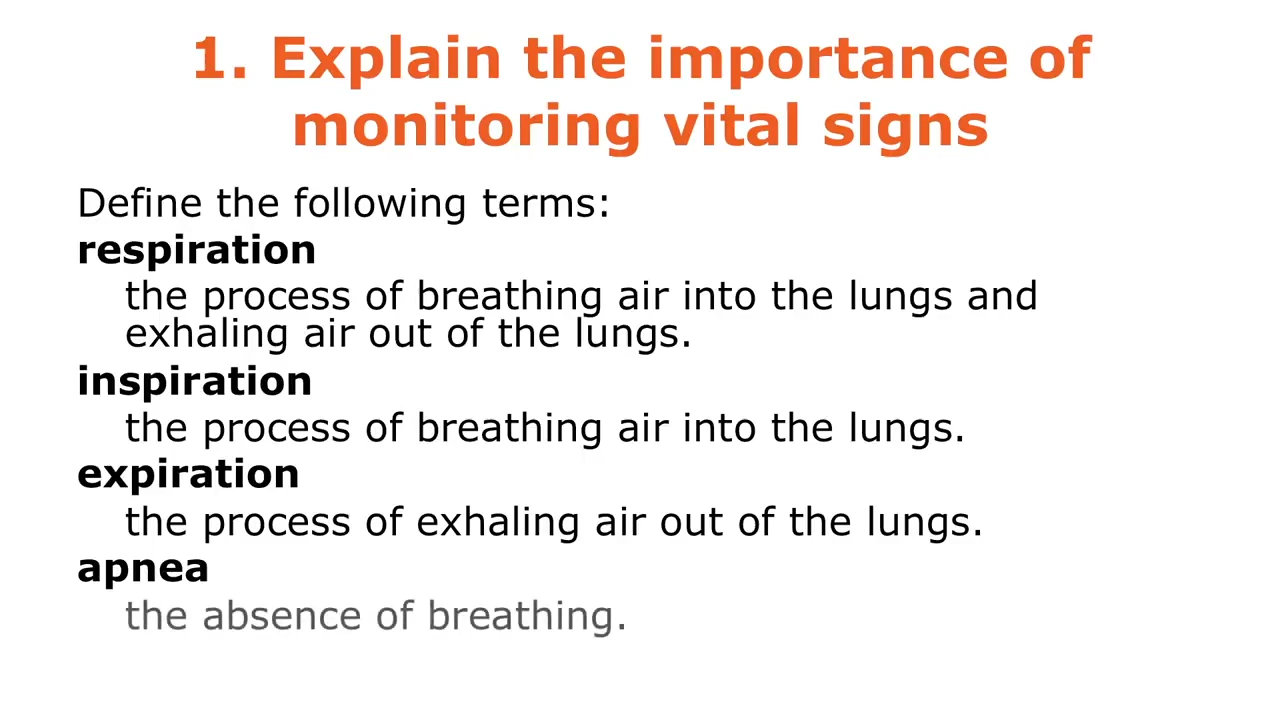 1. Explain the importance of
monitoring vital signs
Define the following terms:
respiration
the process of breathing air into the lungs and
exhaling air out of the lungs.
inspiration
the process of breathing air into the lungs.
expiration
the process of exhaling air out of the lungs.
apnea
the absence of breathing.